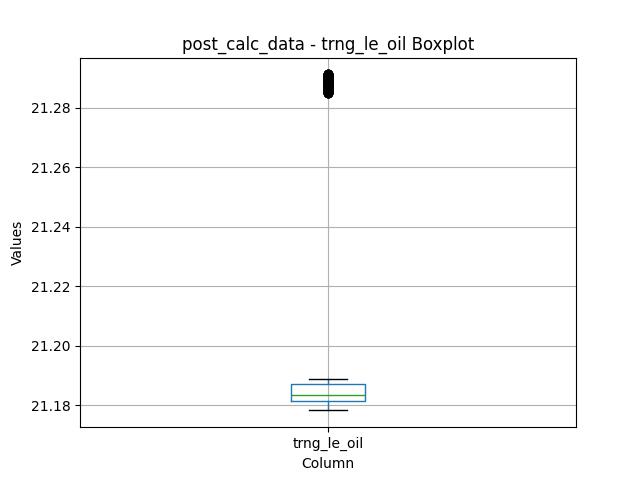 post_calc_data - trng_le_oil Boxplot
21.28
21.26
21.24
21.22
21.20
21.18
Values
trng_le_oil
Column